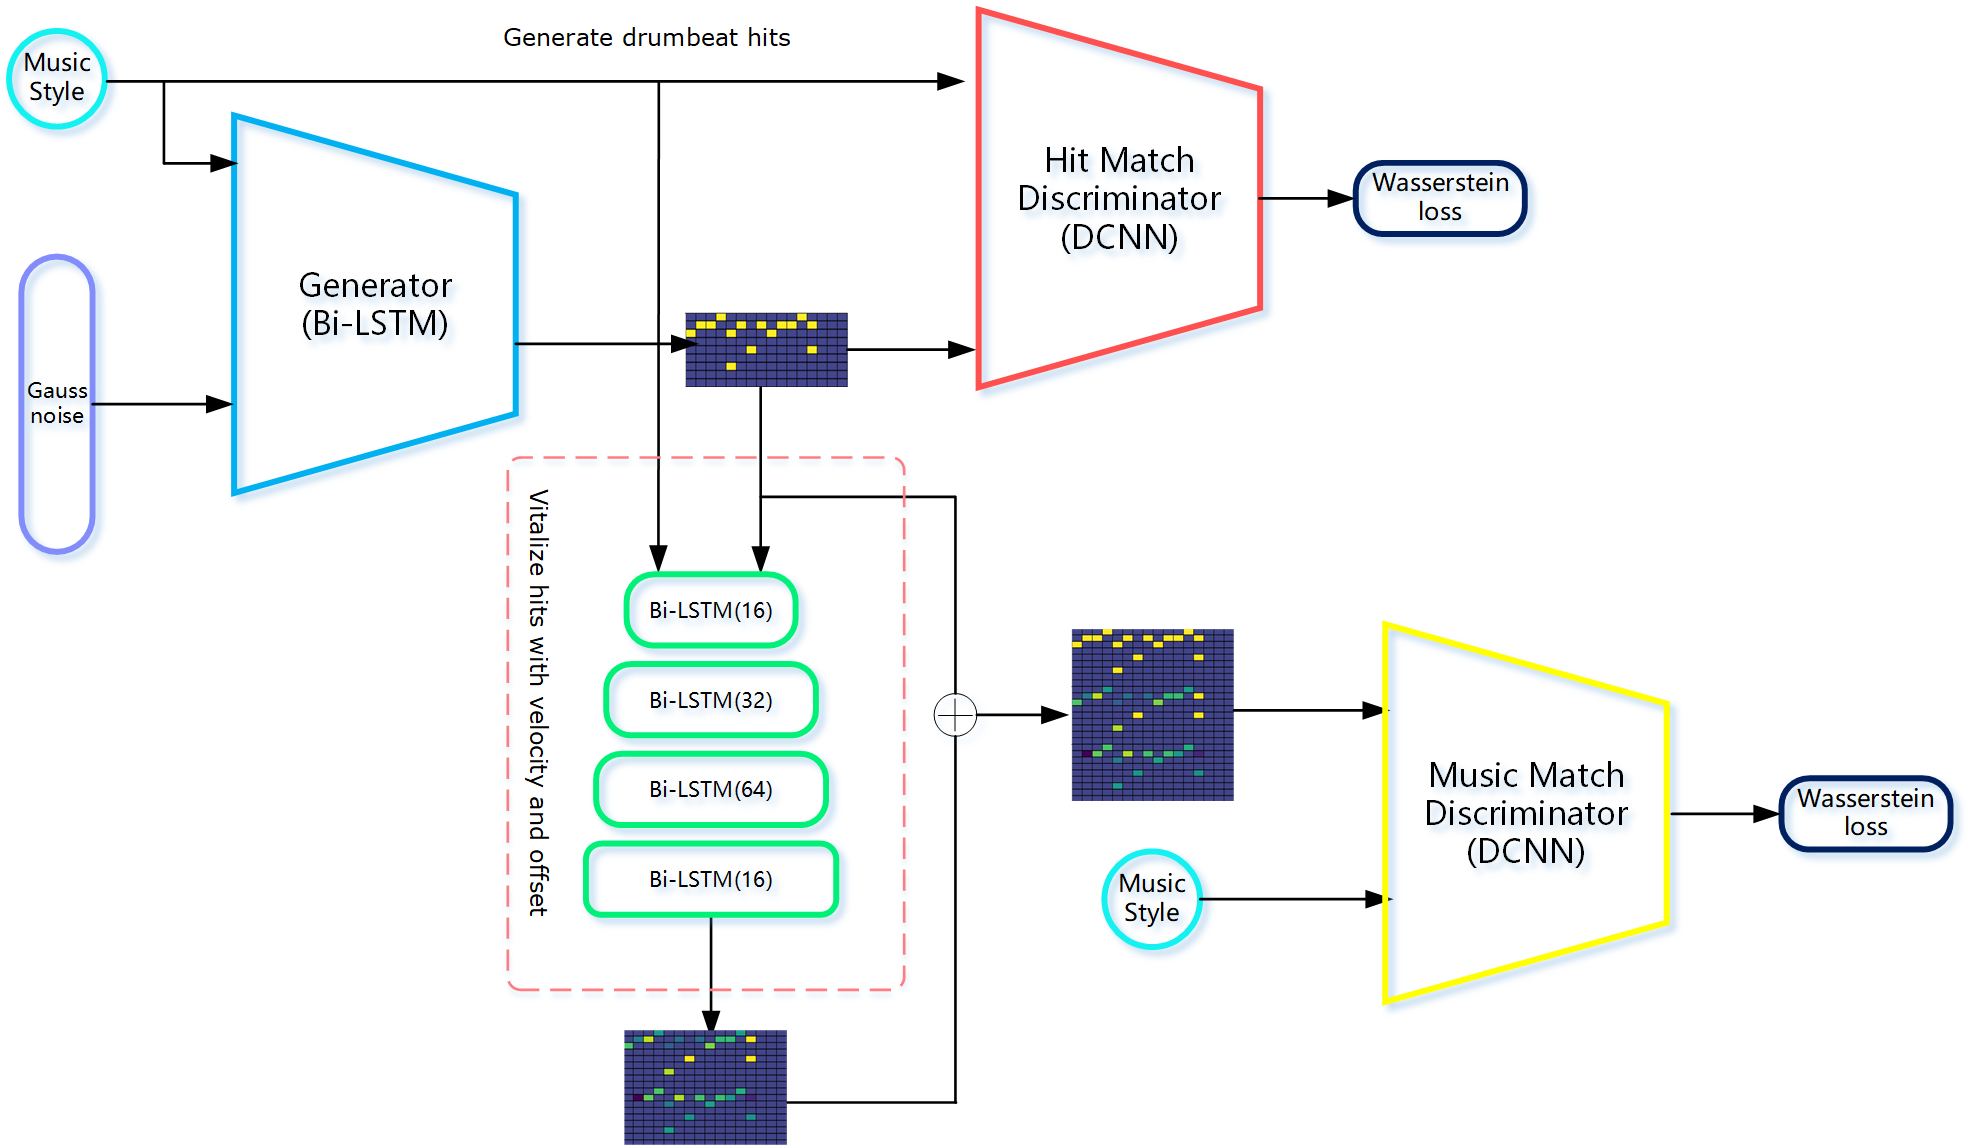 Generate drumbeat hits
Music
Style
Hit Match
Discriminator
(DCNN)
Wasserstein
loss
Generator
(Bi-LSTM)
Gauss
noise
Vitalize hits with velocity and offset
Bi-LSTM(16)
Bi-LSTM(32)
Bi-LSTM(64)
Bi-LSTM(16)
Music Match
Discriminator
(DCNN)
Wasserstein
loss
Music
Style